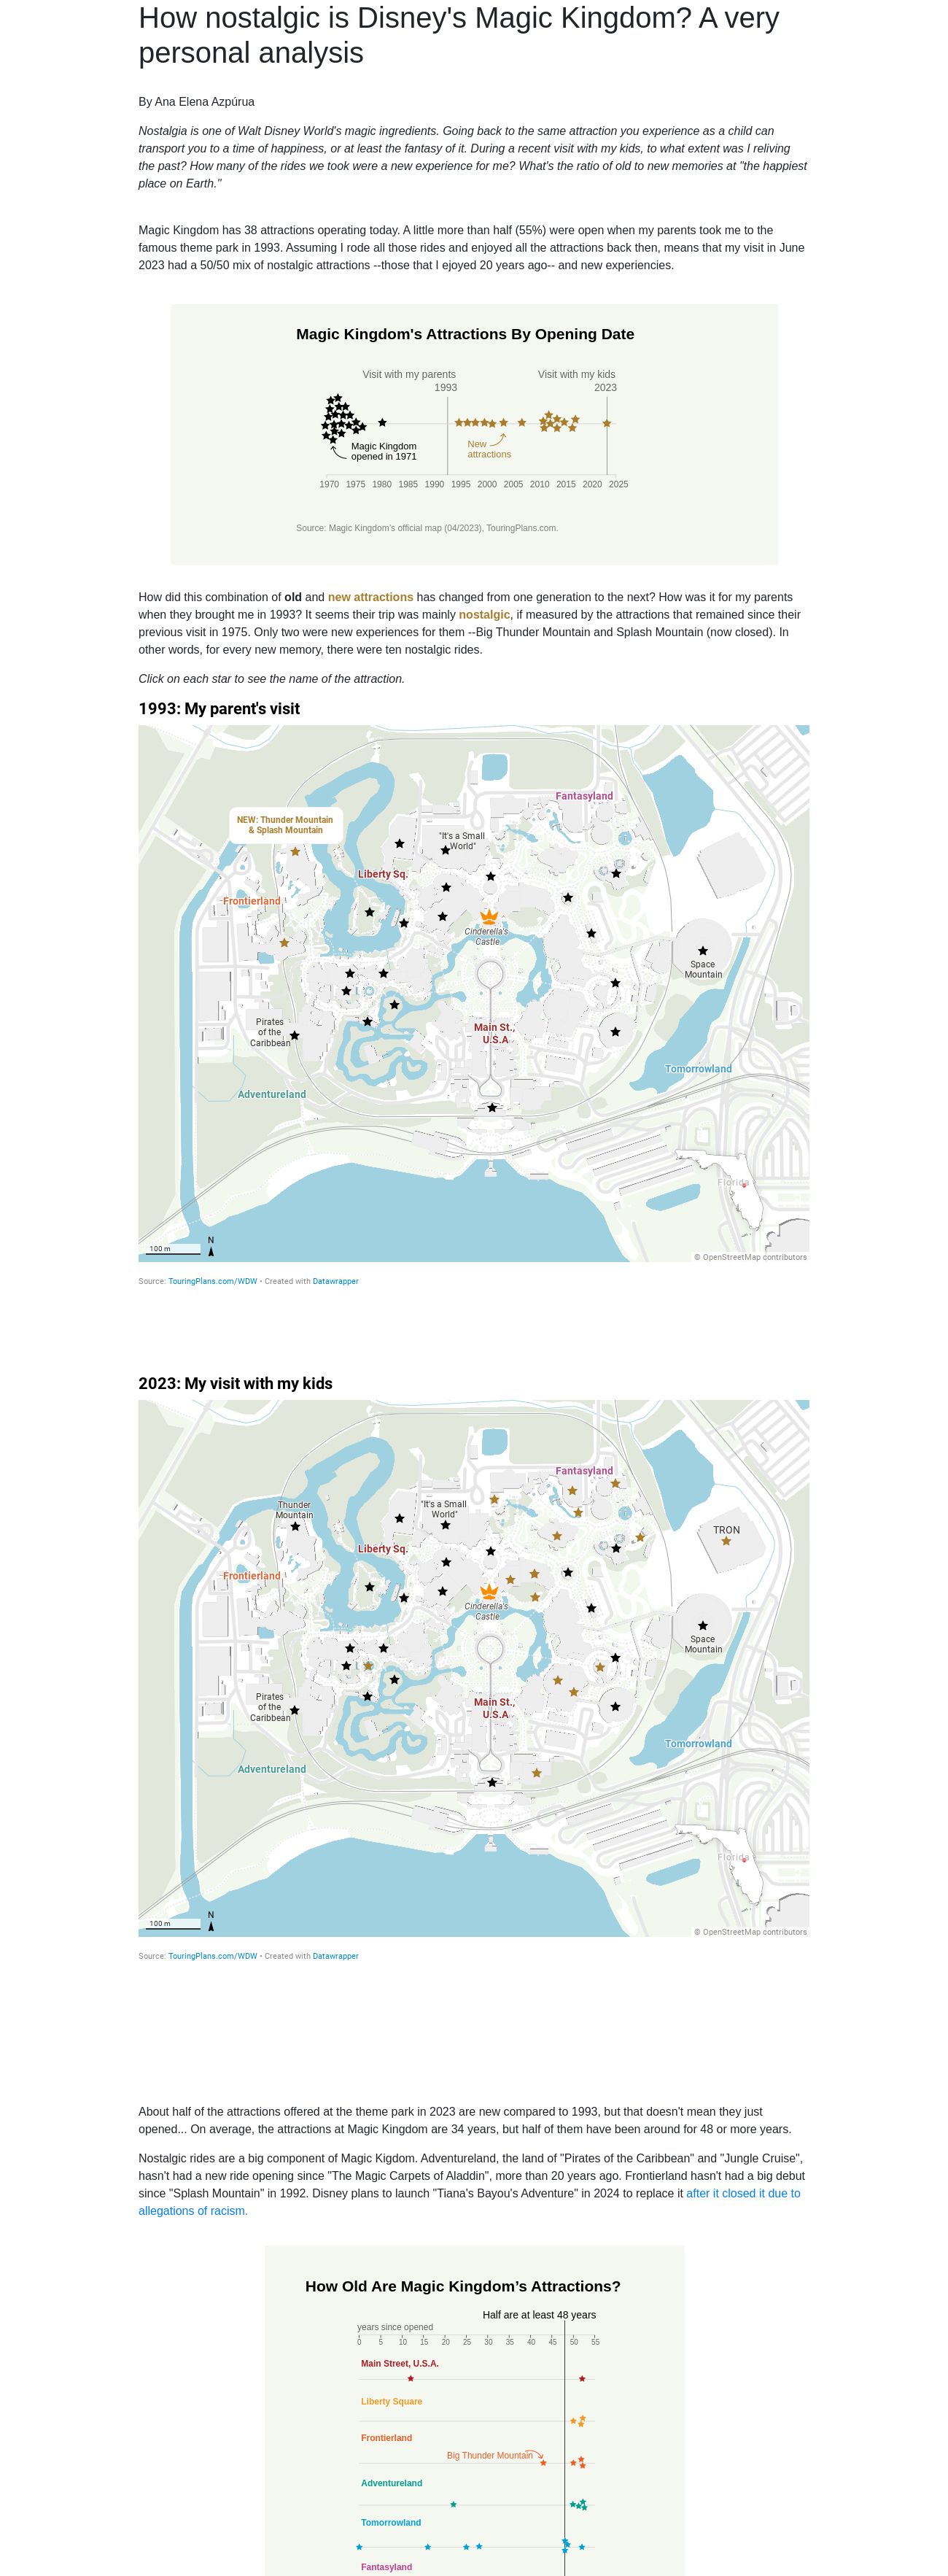 How nostalgic is Disney's Magic Kingdom? A very
personal analysis
By Ana Elena Azpúrua
Nostalgia is one of Walt Disney World's magic ingredients. Going back to the same attraction you experience as a child can
transport you to a time of happiness, or at least the fantasy of it. During a recent visit with my kids, to what extent was I reliving
the past? How many of the rides we took were a new experience for me? What's the ratio of old to new memories at "the happiest
place on Earth."
Magic Kingdom has 38 attractions operating today. A little more than half (55%) were open when my parents took me to the
famous theme park in 1993. Assuming I rode all those rides and enjoyed all the attractions back then, means that my visit in June
2023 had a 50/50 mix of nostalgic attractions --those that I ejoyed 20 years ago-- and new experiencies.
Magic Kingdom's Attractions By Opening Date
Visit with my parents
1993
Visit with my kids
2023
Magic Kingdom
opened in 1971
New
attractions
1970 1975 1980 1985 1990 1995 2000 2005 2010 2015 2020 2025
Source: Magic Kingdom's official map (04/2023), TouringPlans.com.
How did this combination of old and new attractions has changed from one generation to the next? How was it for my parents
when they brought me in 1993? It seems their trip was mainly nostalgic, if measured by the attractions that remained since their
previous visit in 1975. Only two were new experiences for them --Big Thunder Mountain and Splash Mountain (now closed). In
other words, for every new memory, there were ten nostalgic rides.
Click on each star to see the name of the attraction.
1993: My parent's visit
Fantasyland
NEW: Thunder Mountain
& Splash Mountain
"It's a Small
World"
Liberty Sq.
Frontierland
Cinderella's
Castle
Space
Mountain
Pirates
of the
Caribbean
Main St.,
U.S.A
Tomorrowland
Adventureland
Florida
N
100 m
© OpenStreetMap contributors
Source: TouringPlans.com/WDW • Created with Datawrapper
2023: My visit with my kids
Fantasyland
Thunder
Mountain
"It's a Small
World"
TRON
Liberty Sq.
Frontierland
Cinderella's
Castle
Space
Mountain
Pirates
of the
Caribbean
Main St.,
U.S.A
Tomorrowland
Adventureland
Florida
N
100 m
© OpenStreetMap contributors
Source: TouringPlans.com/WDW • Created with Datawrapper
About half of the attractions offered at the theme park in 2023 are new compared to 1993, but that doesn't mean they just
opened... On average, the attractions at Magic Kingdom are 34 years, but half of them have been around for 48 or more years.
Nostalgic rides are a big component of Magic Kigdom. Adventureland, the land of "Pirates of the Caribbean" and "Jungle Cruise",
hasn't had a new ride opening since "The Magic Carpets of Aladdin", more than 20 years ago. Frontierland hasn't had a big debut
since "Splash Mountain" in 1992. Disney plans to launch "Tiana's Bayou's Adventure" in 2024 to replace it after it closed it due to
allegations of racism.
How Old Are Magic Kingdom’s Attractions?
Half are at least 48 years
years since opened
0 5 10 15 20 25 30 35 40 45 50 55
Main Street, U.S.A.
Liberty Square
Frontierland
Big Thunder Mountain
Adventureland
Tomorrowland
Fantasyland